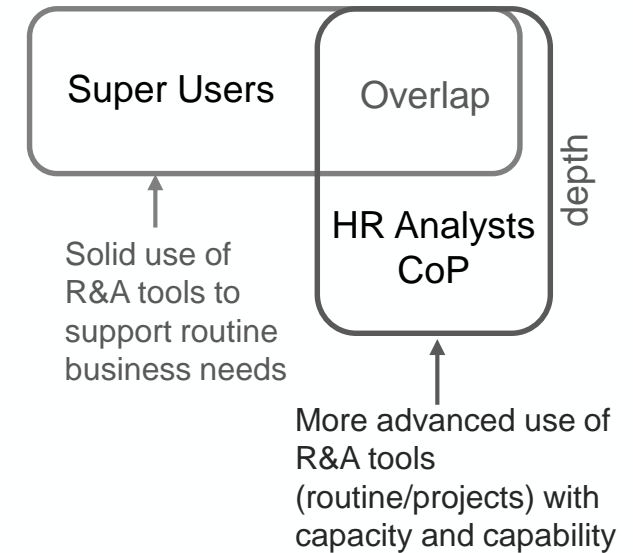 Super Users
Overlap
depth
HR Analysts
CoP
Solid use of
R&A tools to
support routine
business needs
More advanced use of
R&A tools
(routine/projects) with
capacity and capability